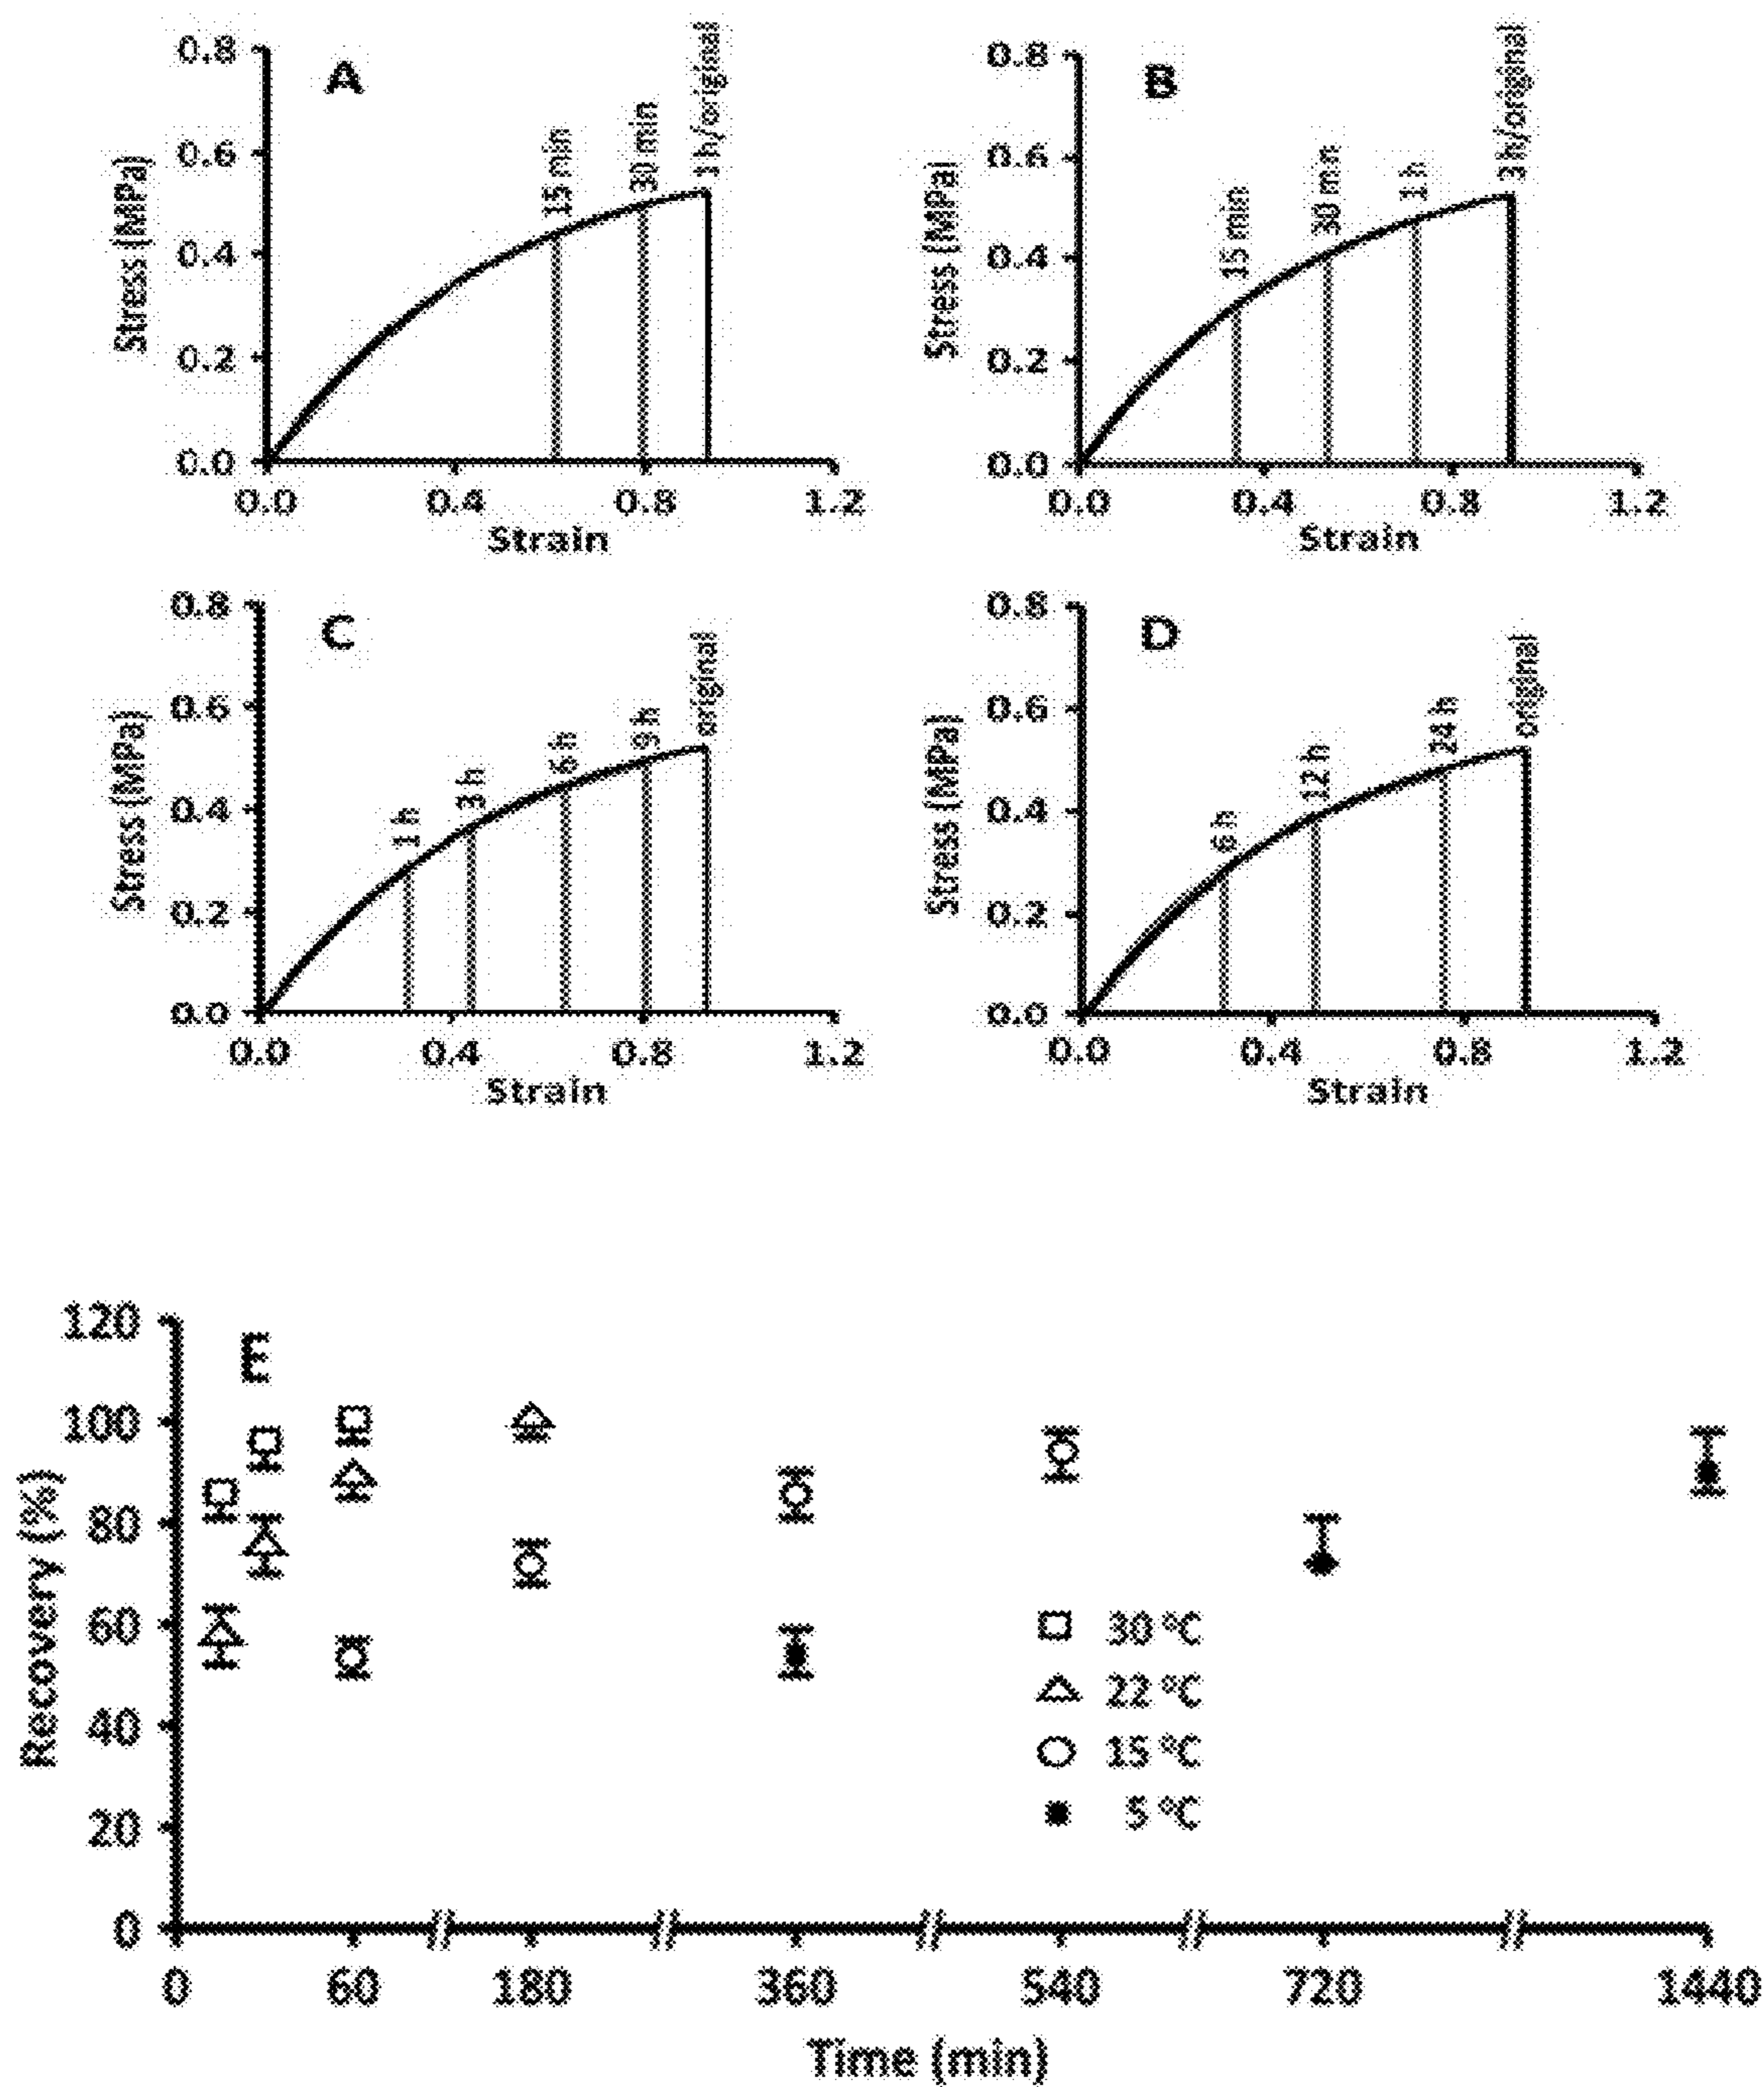 A
0.8
0.6
0.4
0.2
0.0
Stress (MPa)
15 min
30 min
1 h/original
0.0 0.4 0.8 1.2
Strain
B
0.8
0.6
0.4
0.2
0.0
Stress (MPa)
15 min
30 min
1 h
3 h/original
0.0 0.4 0.8 1.2
Strain
C
0.8
0.6
0.4
0.2
0.0
Stress (MPa)
1 h
3 h
6 h
9 h
original
0.0 0.4 0.8 1.2
Strain
D
0.8
0.6
0.4
0.2
0.0
Stress (MPa)
6 h
12 h
24 h
original
0.0 0.4 0.8 1.2
Strain
E
120
100
80
60
40
20
0
Recovery (%)
30 ºC
22 ºC
15 ºC
5 ºC
0 60 180 360 540 720 1440
Time (min)